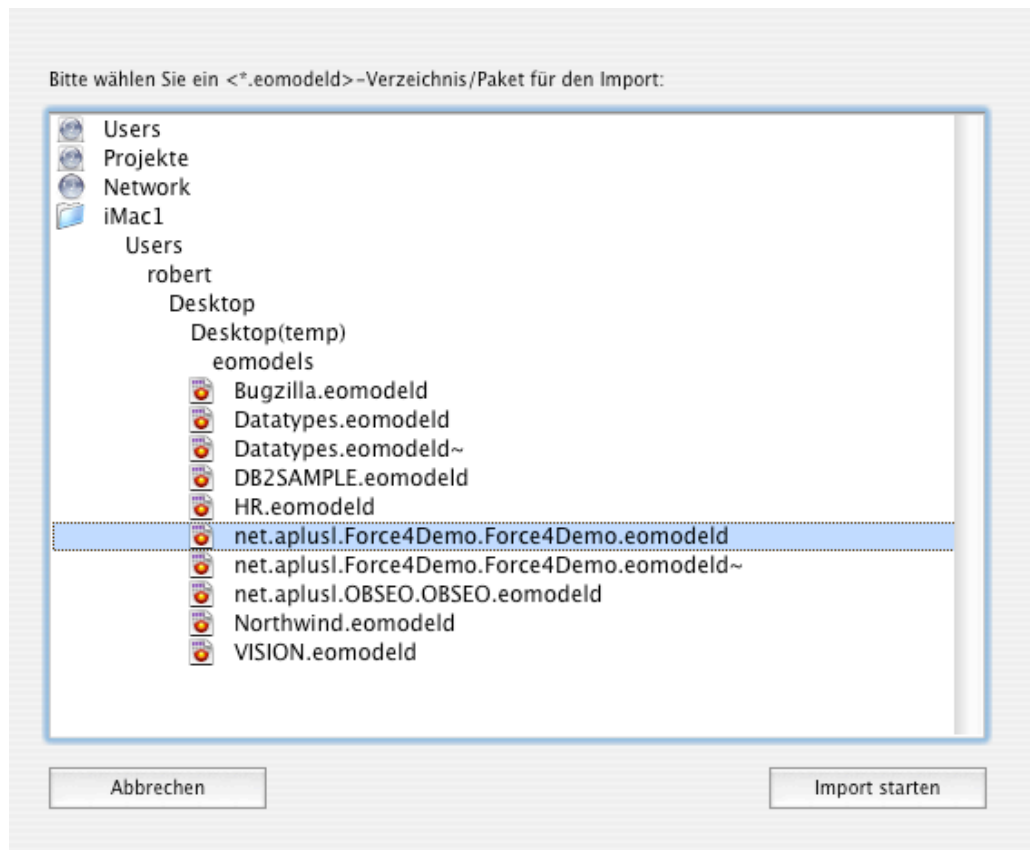 Bitte wählen Sie ein <*.eomodeld>-Verzeichnis/Paket für den Import:
Users
Projekte
Network
iMac1
Users
robert
Desktop
Desktop(temp)
eomodels
Bugzilla.eomodeld
Datatypes.eomodeld
Datatypes.eomodeld~
DB2SAMPLE.eomodeld
HR.eomodeld
net.aplusl.Force4Demo.Force4Demo.eomodeld
net.aplusl.Force4Demo.Force4Demo.eomodeld~
net.aplusl.OBSEO.OBSEO.eomodeld
Northwind.eomodeld
VISION.eomodeld
Abbrechen
Import starten